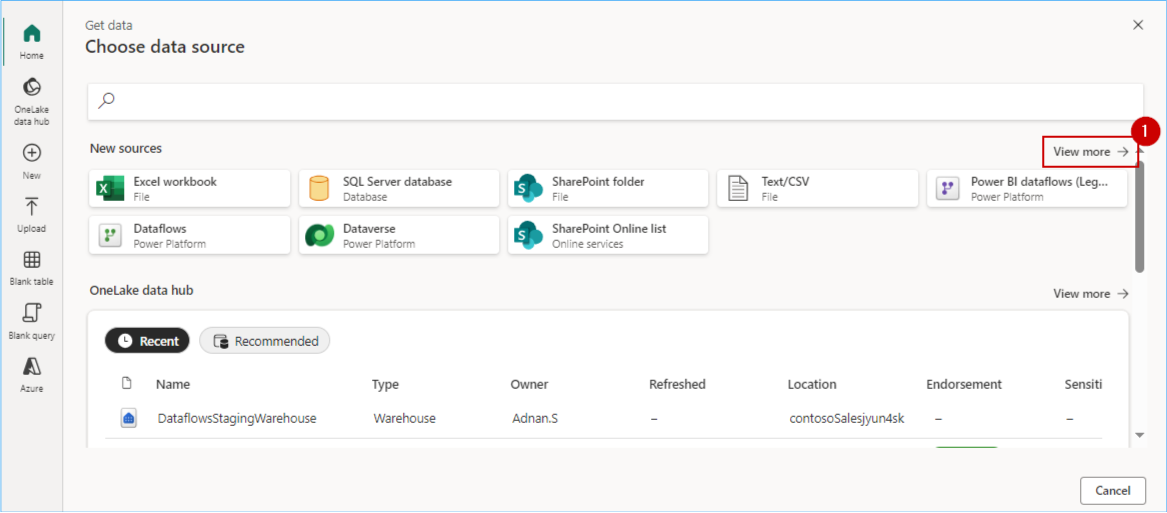 Get data
Choose data source
Home
OneLake
data hub
New
Upload
Blank table
Blank query
Azure
New sources
View more →
1
Excel workbook
File
SQL Server database
Database
SharePoint folder
File
Text/CSV
File
Power BI dataflows (Leg...
Power Platform
Dataflows
Power Platform
Dataverse
Power Platform
SharePoint Online list
Online services
OneLake data hub
View more →
Recent
Recommended
Name Type Owner Refreshed Location Endorsement Sensiti
DataflowsStagingWarehouse Warehouse Adnan.S – contosoSalesjyun4sk – –
Cancel